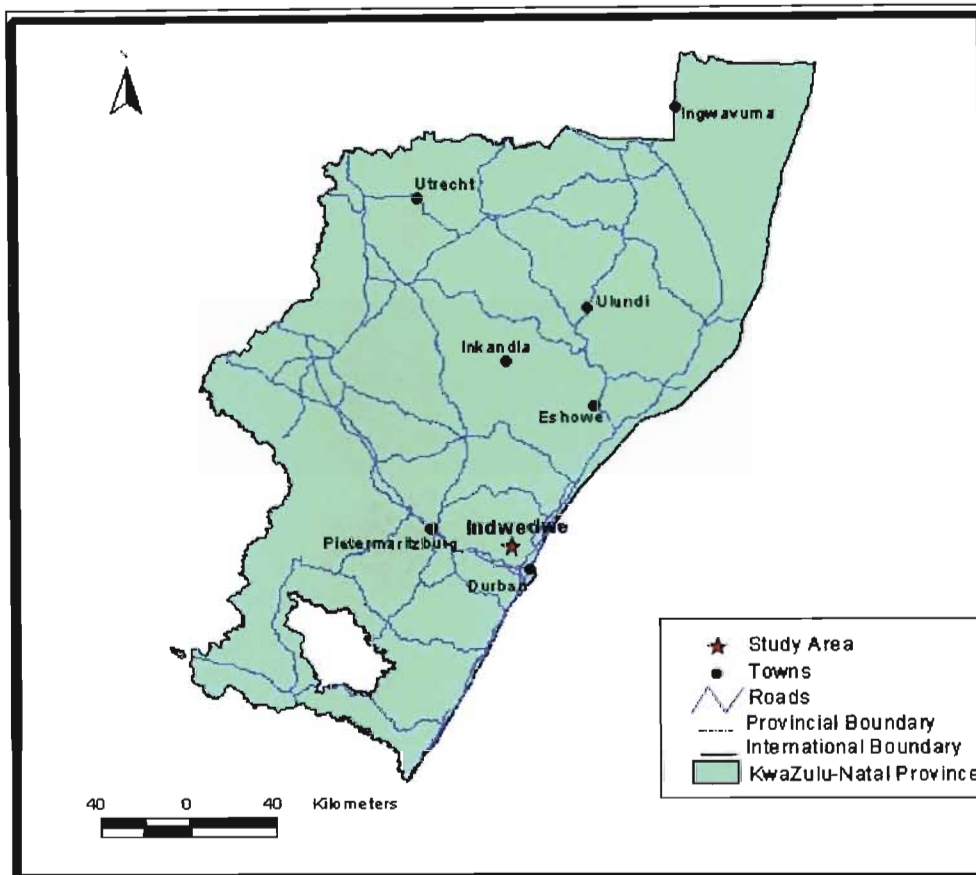 Ingwavuma
Utrecht
Ulundi
Inkandla
Eshowe
Indwedwe
Pietermaritzburg
Durban
Study Area
Towns
Roads
Provincial Boundary
International Boundary
KwaZulu-Natal Province
40 0 40 Kilometers